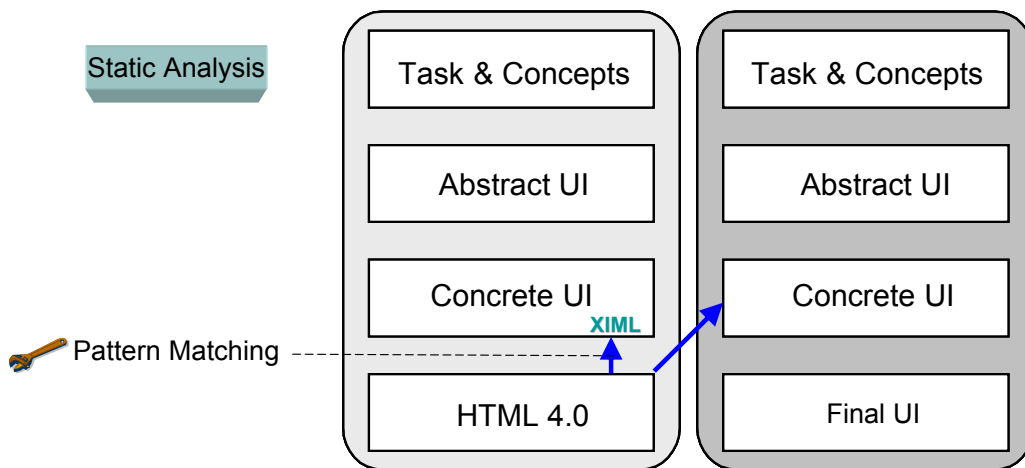 Static Analysis
Task & Concepts
Task & Concepts
Abstract UI
Abstract UI
Concrete UI
XIML
Concrete UI
Pattern Matching
HTML 4.0
Final UI